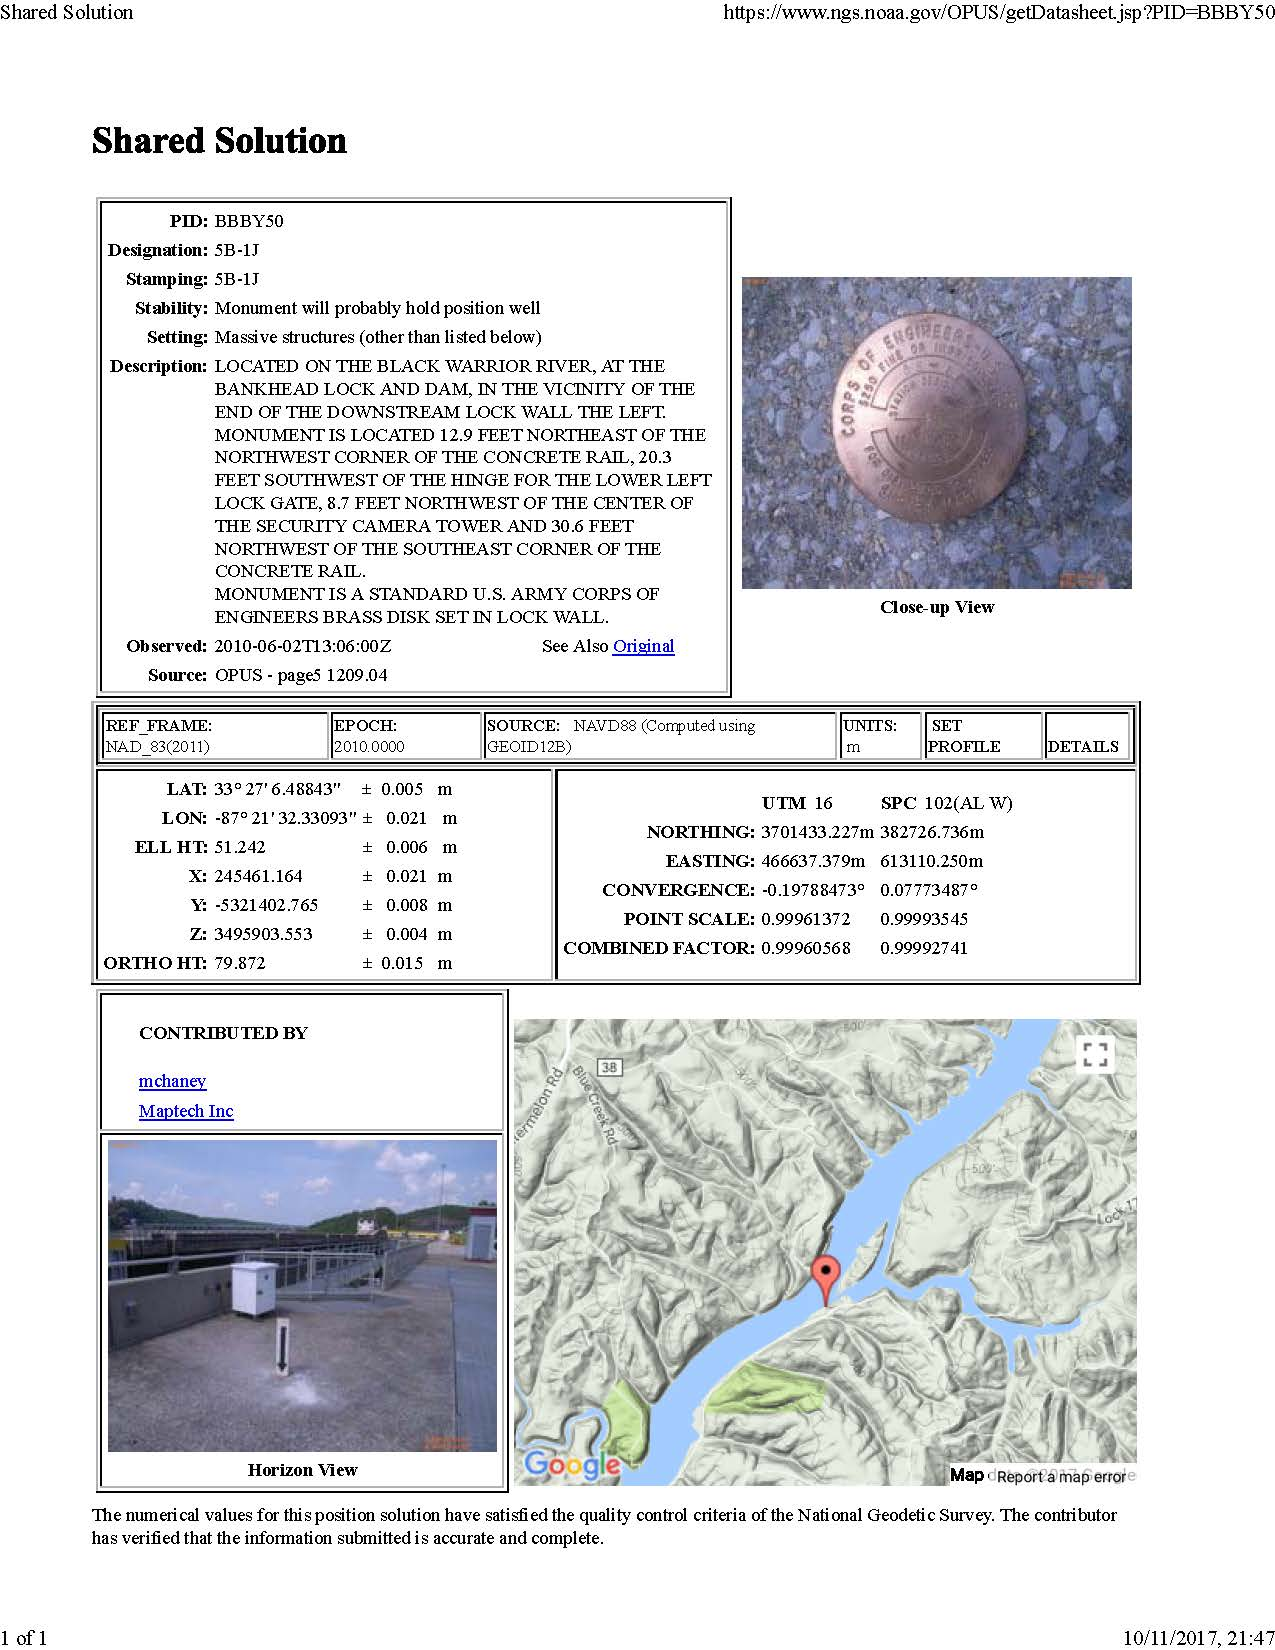 Shared Solution https://www.ngs.noaa.gov/OPUS/getDatasheet.jsp?PID=BBBY50
Shared Solution
PID: BBBY50
Designation: 5B-1J
Stamping: 5B-1J
Stability: Monument will probably hold position well
Setting: Massive structures (other than listed below)
Description: LOCATED ON THE BLACK WARRIOR RIVER, AT THE
BANKHEAD LOCK AND DAM, IN THE VICINITY OF THE
END OF THE DOWNSTREAM LOCK WALL THE LEFT.
MONUMENT IS LOCATED 12.9 FEET NORTHEAST OF THE
NORTHWEST CORNER OF THE CONCRETE RAIL, 20.3
FEET SOUTHWEST OF THE HINGE FOR THE LOWER LEFT
LOCK GATE, 8.7 FEET NORTHWEST OF THE CENTER OF
THE SECURITY CAMERA TOWER AND 30.6 FEET
NORTHWEST OF THE SOUTHEAST CORNER OF THE
CONCRETE RAIL.
MONUMENT IS A STANDARD U.S. ARMY CORPS OF
ENGINEERS BRASS DISK SET IN LOCK WALL.
Observed: 2010-06-02T13:06:00Z See Also Original
Source: OPUS - page5 1209.04
CORPS OF ENGINEERS
Close-up View
REF_FRAME: EPOCH: SOURCE: NAVD88 (Computed using UNITS: SET
NAD_83(2011) 2010.0000 GEOID12B) m PROFILE DETAILS
LAT: 33° 27' 6.48843" ± 0.005 m
LON: -87° 21' 32.33093" ± 0.021 m
ELL HT: 51.242 ± 0.006 m
X: 245461.164 ± 0.021 m
Y: -5321402.765 ± 0.008 m
Z: 3495903.553 ± 0.004 m
ORTHO HT: 79.872 ± 0.015 m
UTM 16 SPC 102(AL W)
NORTHING: 3701433.227m 382726.736m
EASTING: 466637.379m 613110.250m
CONVERGENCE: -0.19788473° 0.07773487°
POINT SCALE: 0.99961372 0.99993545
COMBINED FACTOR: 0.99960568 0.99992741
CONTRIBUTED BY
mchaney
Maptech Inc
Horizon View
500'
38
Blue Creek Rd
500'
500'
Lock 17
Google
Map Report a map error
The numerical values for this position solution have satisfied the quality control criteria of the National Geodetic Survey. The contributor
has verified that the information submitted is accurate and complete.
1 of 1 10/11/2017, 21:47